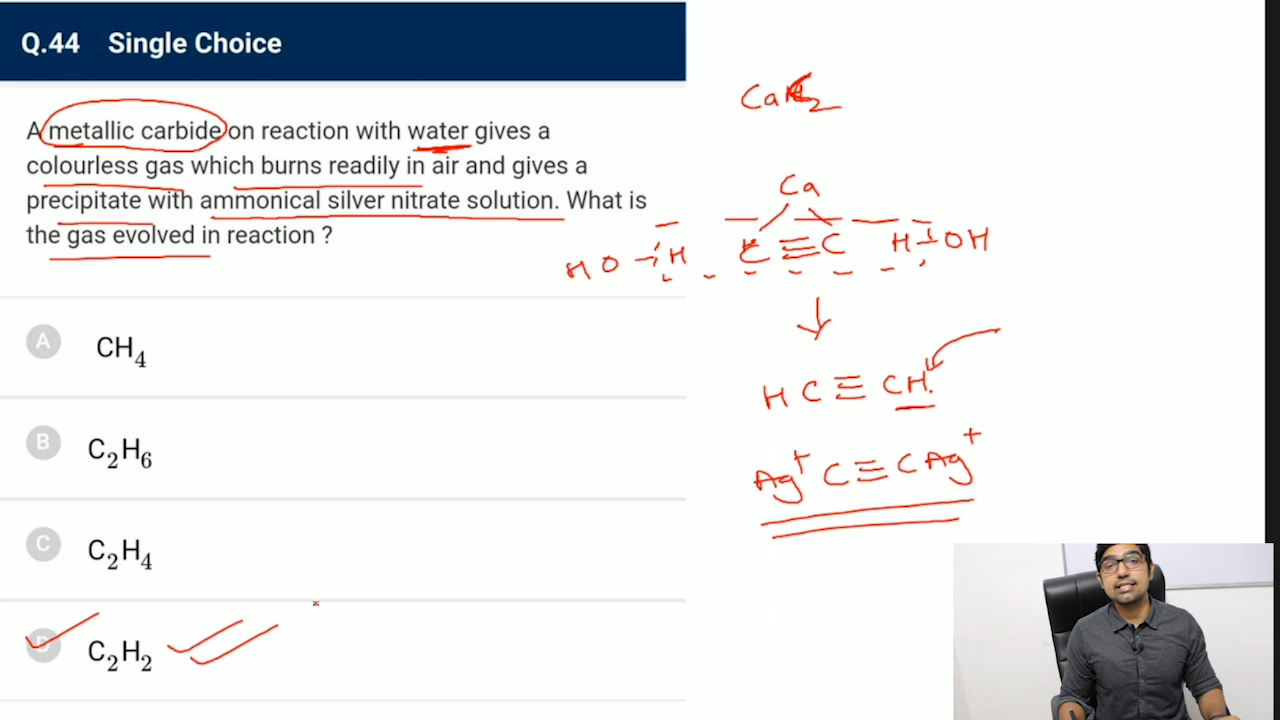 Q.44 Single Choice
A metallic carbide on reaction with water gives a
colourless gas which burns readily in air and gives a
precipitate with ammonical silver nitrate solution. What is
the gas evolved in reaction ?
A CH₄
B C₂H₆
C C₂H₄
D C₂H₂
CaC₂
Ca
HO - H C≡C H - OH
HC≡CH
Ag⁺C≡CAg⁺